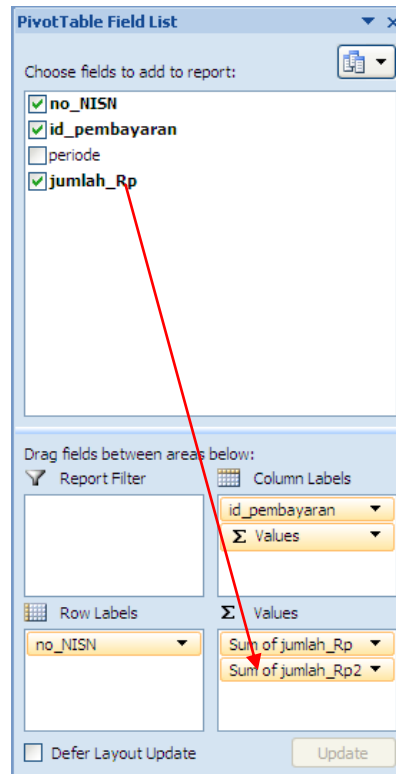 PivotTable Field List
Choose fields to add to report:
no_NISN
id_pembayaran
periode
jumlah_Rp
Drag fields between areas below:
Report Filter
Column Labels
id_pembayaran
Σ Values
Row Labels
Σ Values
no_NISN
Sum of jumlah_Rp
Sum of jumlah_Rp2
Defer Layout Update
Update